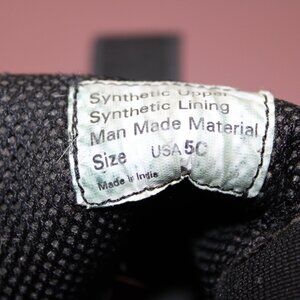 Synthetic Upper
Synthetic Lining
Man Made Material
Size USA 5C
Made in India